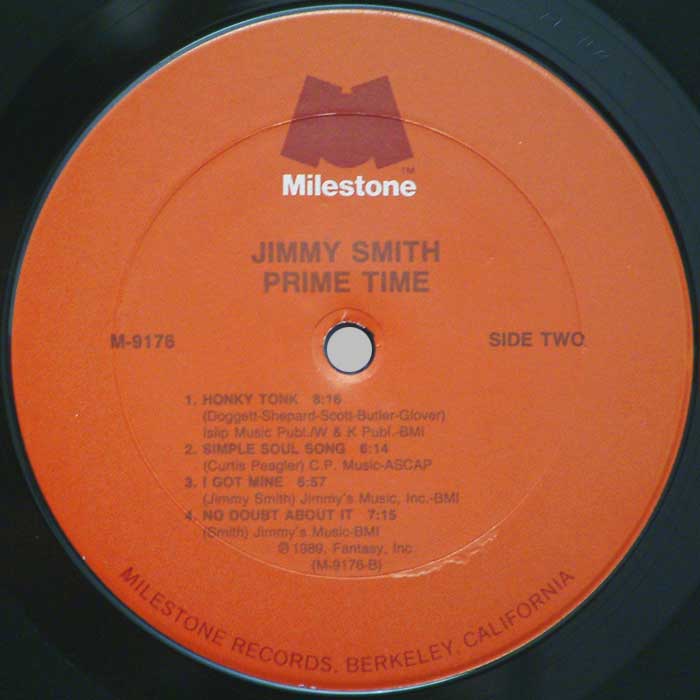 ™
Milestone
JIMMY SMITH
PRIME TIME
M-9176
SIDE TWO
1. HONKY TONK 8:16
(Doggett-Shepard-Scott-Butler-Glover)
Islip Music Publ./W & K Publ.-BMI
2. SIMPLE SOUL SONG 6:14
(Curtis Peagler) C.P. Music-ASCAP
3. I GOT MINE 6:57
(Jimmy Smith) Jimmy's Music, Inc.-BMI
4. NO DOUBT ABOUT IT 7:15
(Smith) Jimmy's Music-BMI
℗ 1989, Fantasy, Inc.
(M-9176-B)
MILESTONE RECORDS, BERKELEY, CALIFORNIA